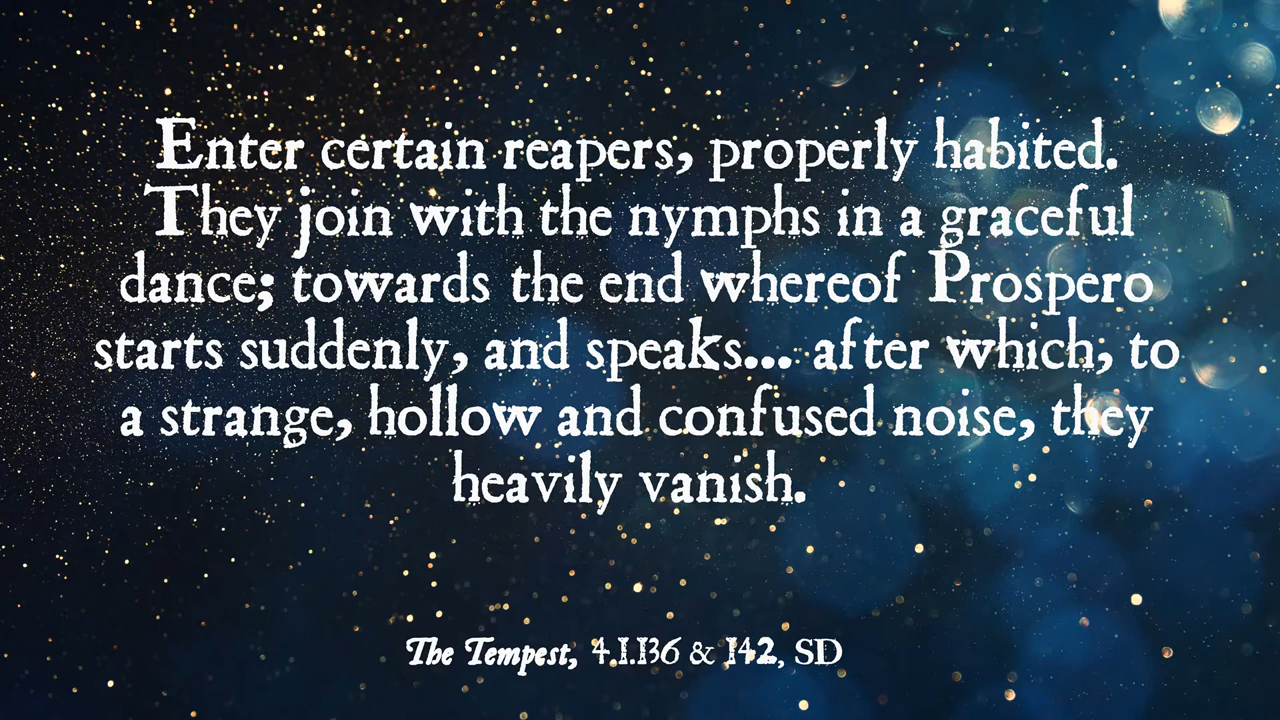 Enter certain reapers, properly habited.
They join with the nymphs in a graceful
dance; towards the end whereof Prospero
starts suddenly, and speaks... after which, to
a strange, hollow and confused noise, they
heavily vanish.
The Tempest, 4.1.136 & 142, SD